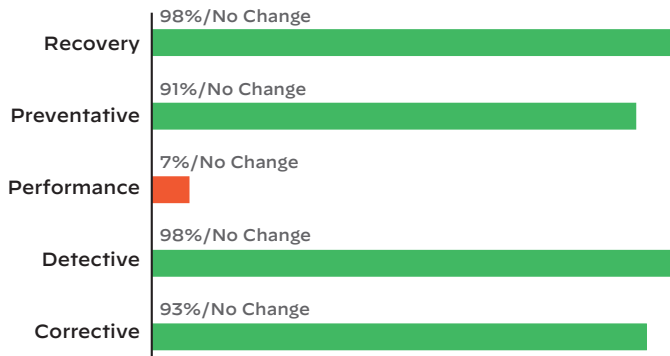 98%/No Change
Recovery
91%/No Change
Preventative
7%/No Change
Performance
98%/No Change
Detective
93%/No Change
Corrective